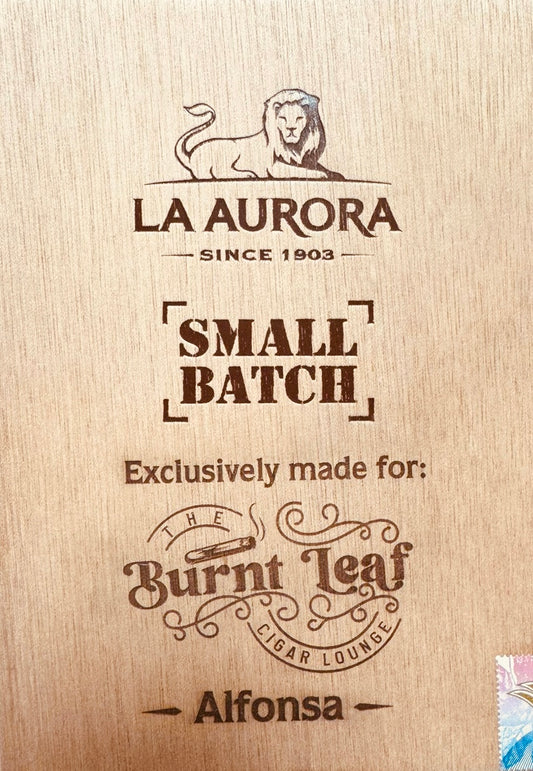 LA AURORA
SINCE 1903
SMALL
BATCH
Exclusively made for:
THE
Burnt Leaf
CIGAR LOUNGE
Alfonsa